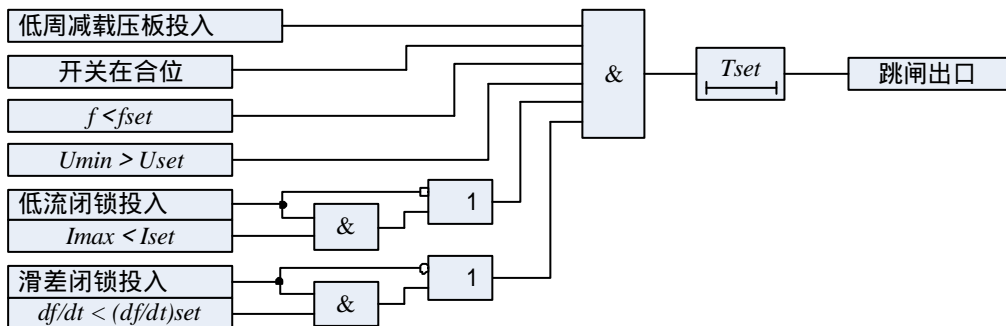 低周减载压板投入
开关在合位
f<fset
Umin > Uset
低流闭锁投入
Imax < Iset
滑差闭锁投入
df/dt < (df/dt)set
&
1
&
1
&
Tset
跳闸出口